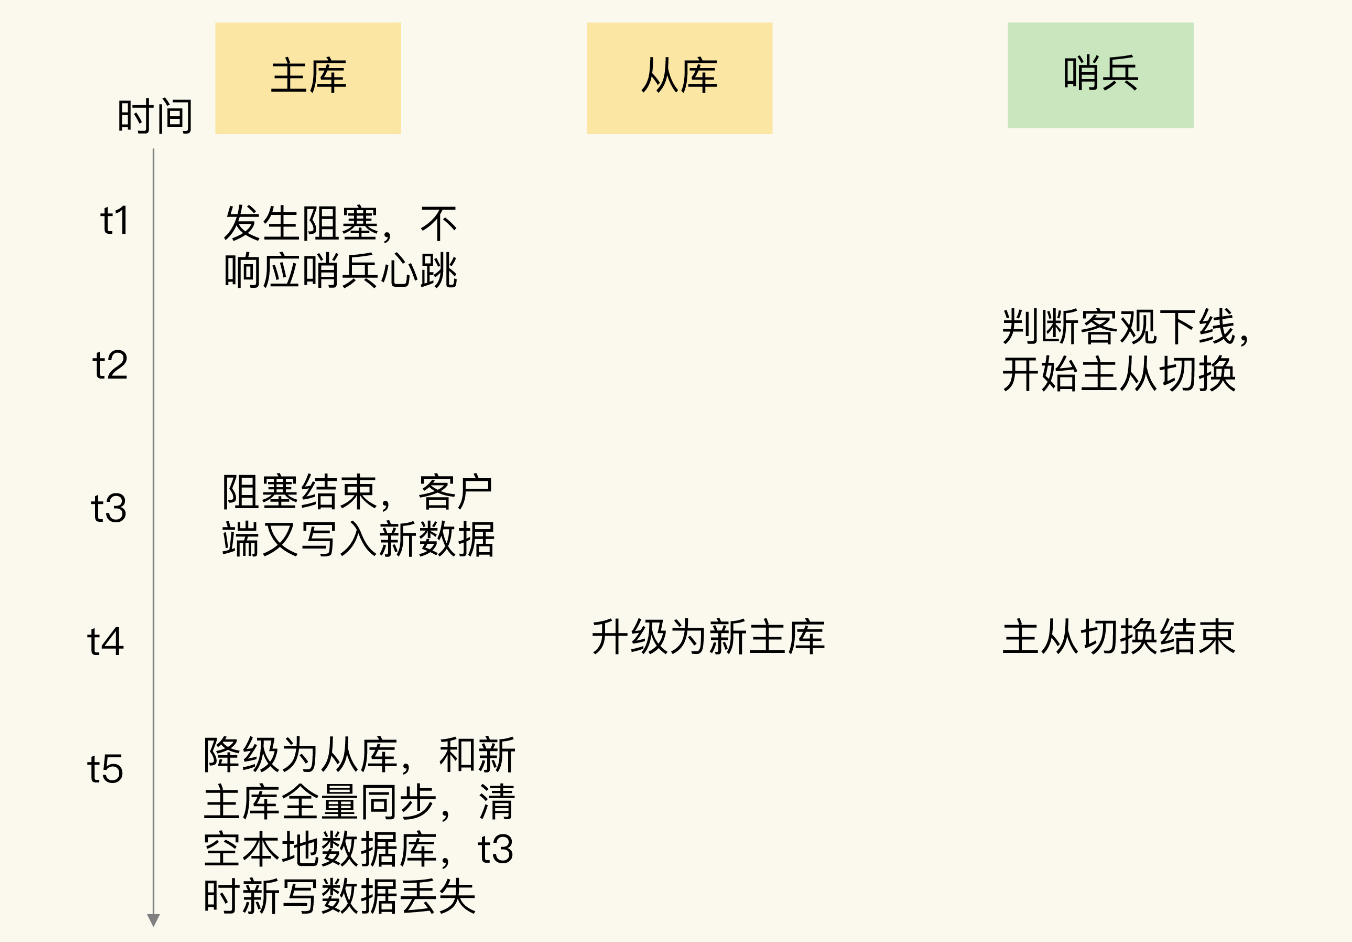 主库
从库
哨兵
时间
t1
发生阻塞，不
响应哨兵心跳
t2
判断客观下线，
开始主从切换
t3
阻塞结束，客户
端又写入新数据
t4
升级为新主库
主从切换结束
t5
降级为从库，和新
主库全量同步，清
空本地数据库，t3
时新写数据丢失